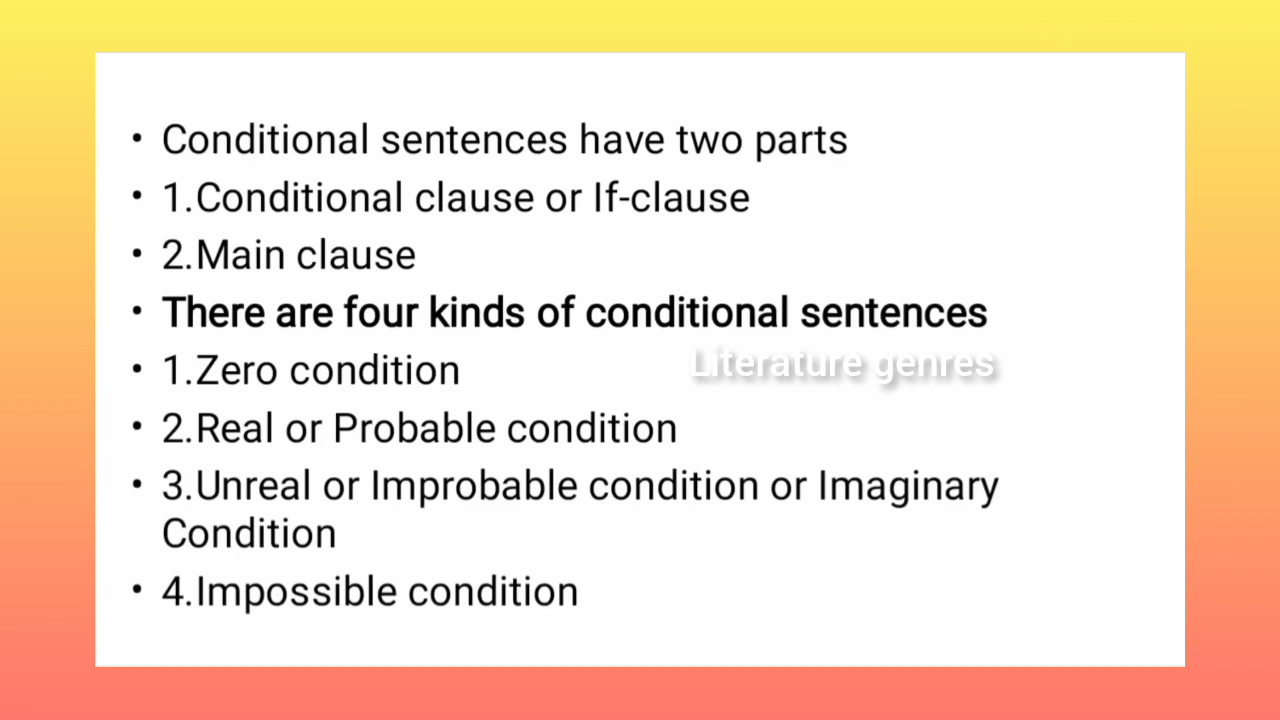 • Conditional sentences have two parts
• 1.Conditional clause or If-clause
• 2.Main clause
• There are four kinds of conditional sentences
Literature genres
• 1.Zero condition
• 2.Real or Probable condition
• 3.Unreal or Improbable condition or Imaginary
Condition
• 4.Impossible condition